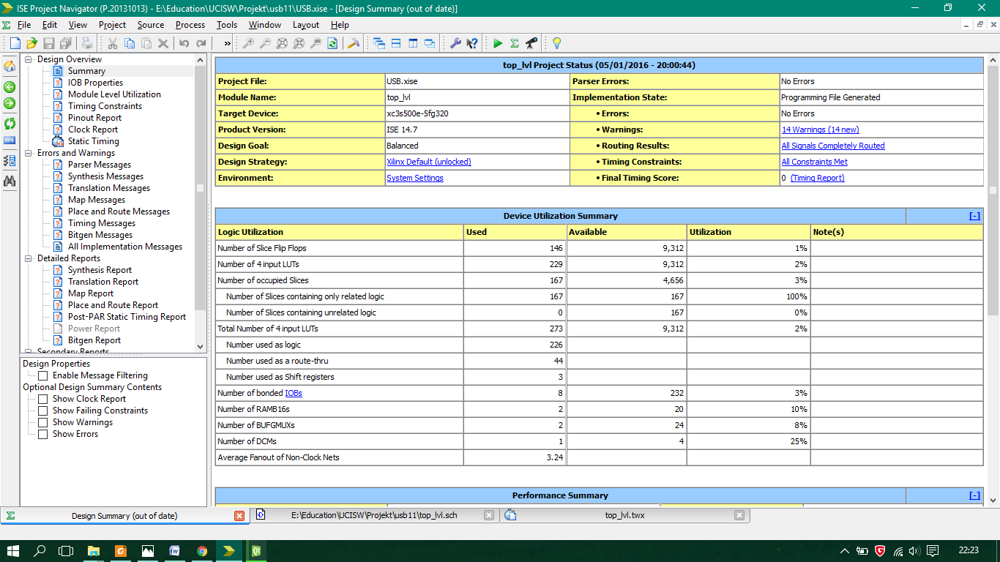 ISE Project Navigator (P.20131013) - E:\Education\UCISW\Projekt\usb11\USB.xise - [Design Summary (out of date)]
File Edit View Project Source Process Tools Window Layout Help
»
Design Overview
Summary
IOB Properties
Module Level Utilization
Timing Constraints
Pinout Report
Clock Report
Static Timing
Errors and Warnings
Parser Messages
Synthesis Messages
Translation Messages
Map Messages
Place and Route Messages
Timing Messages
Bitgen Messages
All Implementation Messages
Detailed Reports
Synthesis Report
Translation Report
Map Report
Place and Route Report
Post-PAR Static Timing Report
Power Report
Bitgen Report
Secondary Reports
Design Properties
Enable Message Filtering
Optional Design Summary Contents
Show Clock Report
Show Failing Constraints
Show Warnings
Show Errors
top_lvl Project Status (05/01/2016 - 20:00:44)
Project File: USB.xise Parser Errors: No Errors
Module Name: top_lvl Implementation State: Programming File Generated
Target Device: xc3s500e-5fg320 • Errors: No Errors
Product Version: ISE 14.7 • Warnings: 14 Warnings (14 new)
Design Goal: Balanced • Routing Results: All Signals Completely Routed
Design Strategy: Xilinx Default (unlocked) • Timing Constraints: All Constraints Met
Environment: System Settings • Final Timing Score: 0 (Timing Report)
Device Utilization Summary [-]
Logic Utilization Used Available Utilization Note(s)
Number of Slice Flip Flops 146 9,312 1%
Number of 4 input LUTs 229 9,312 2%
Number of occupied Slices 167 4,656 3%
Number of Slices containing only related logic 167 167 100%
Number of Slices containing unrelated logic 0 167 0%
Total Number of 4 input LUTs 273 9,312 2%
Number used as logic 226
Number used as a route-thru 44
Number used as Shift registers 3
Number of bonded IOBs 8 232 3%
Number of RAMB16s 2 20 10%
Number of BUFGMUXs 2 24 8%
Number of DCMs 1 4 25%
Average Fanout of Non-Clock Nets 3.24
Performance Summary [-]
Design Summary (out of date) E:\Education\UCISW\Projekt\usb11\top_lvl.sch top_lvl.twx
22:23